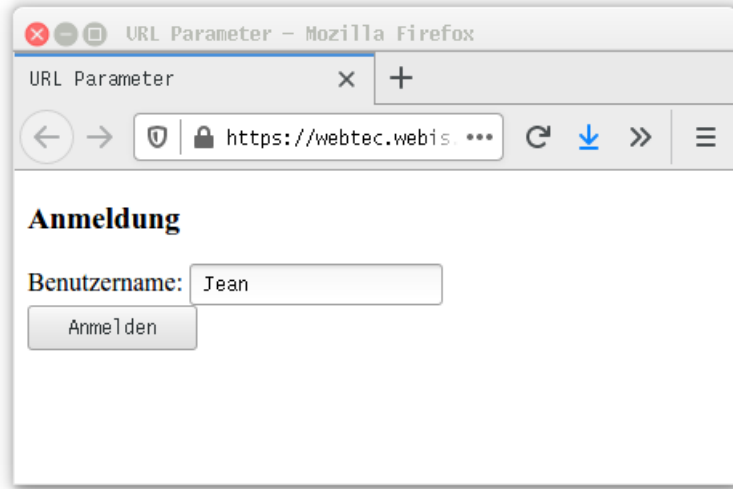 URL Parameter - Mozilla Firefox
URL Parameter
https://webtec.webis.
Anmeldung
Benutzername: Jean
Anmelden